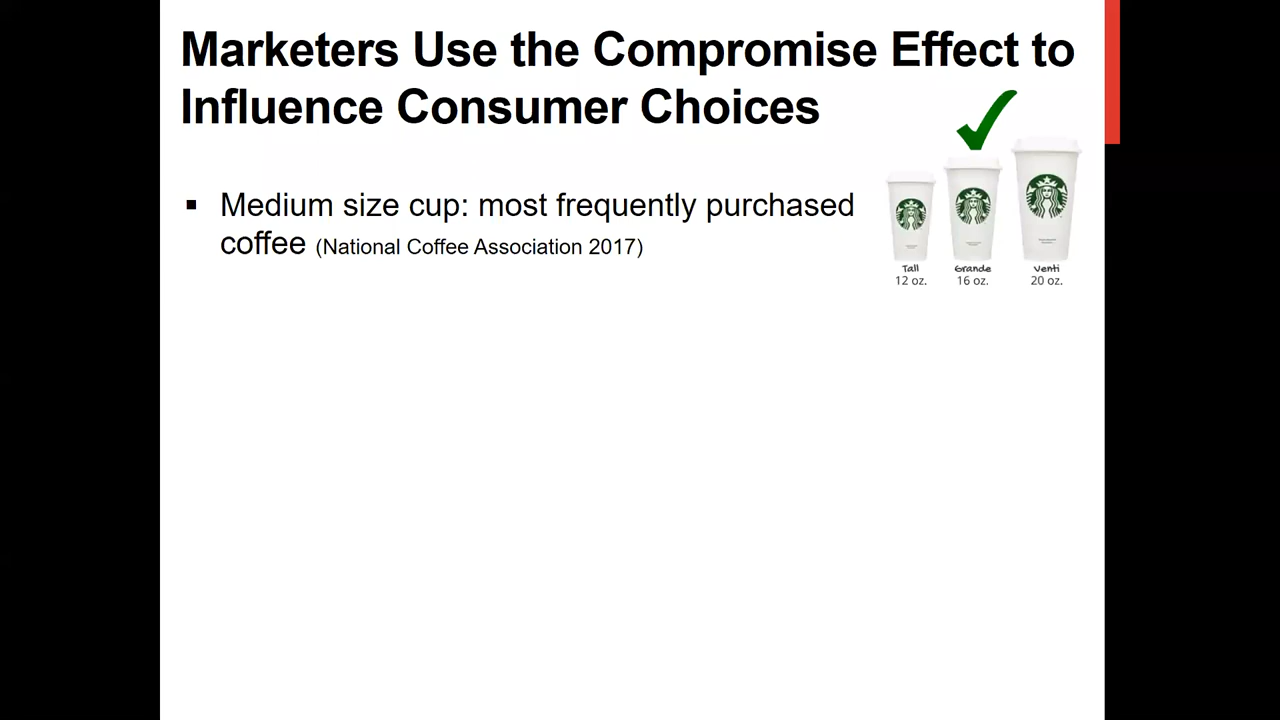 Marketers Use the Compromise Effect to
Influence Consumer Choices
▪ Medium size cup: most frequently purchased
coffee (National Coffee Association 2017)
Tall
12 oz.
Grande
16 oz.
Venti
20 oz.